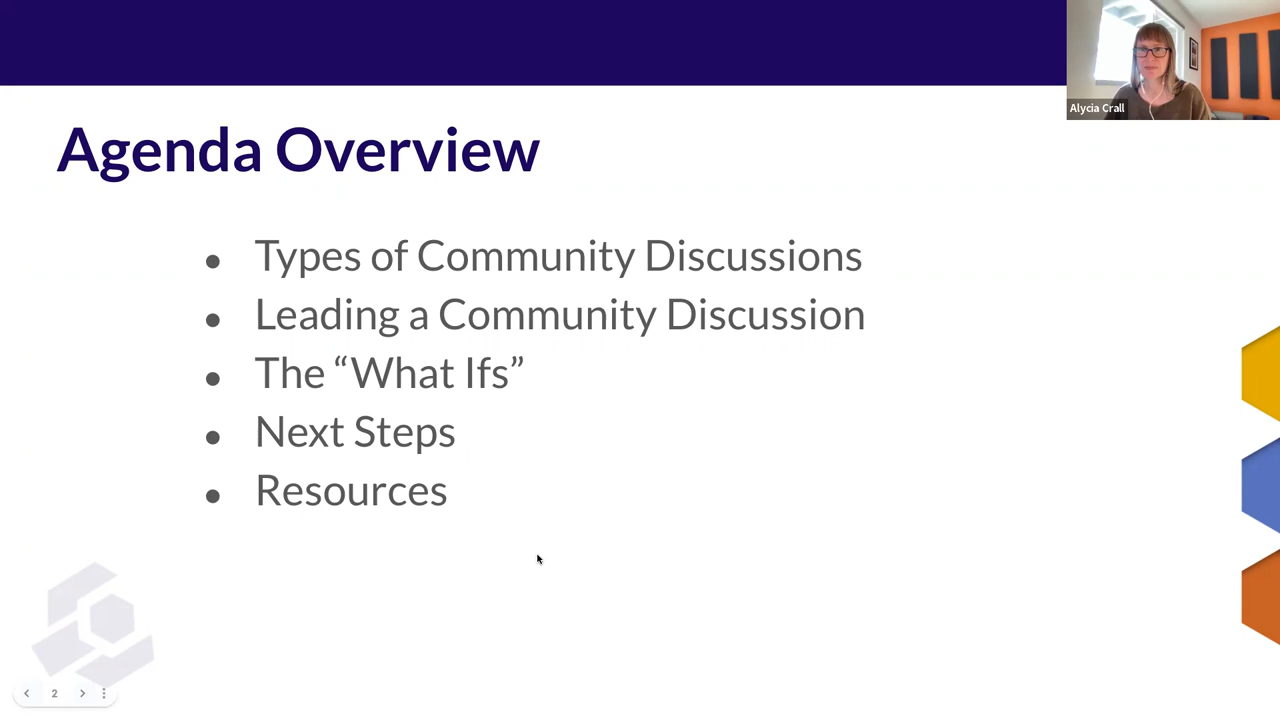 Alycia Crall
Agenda Overview
● Types of Community Discussions
● Leading a Community Discussion
● The “What Ifs”
● Next Steps
● Resources
2